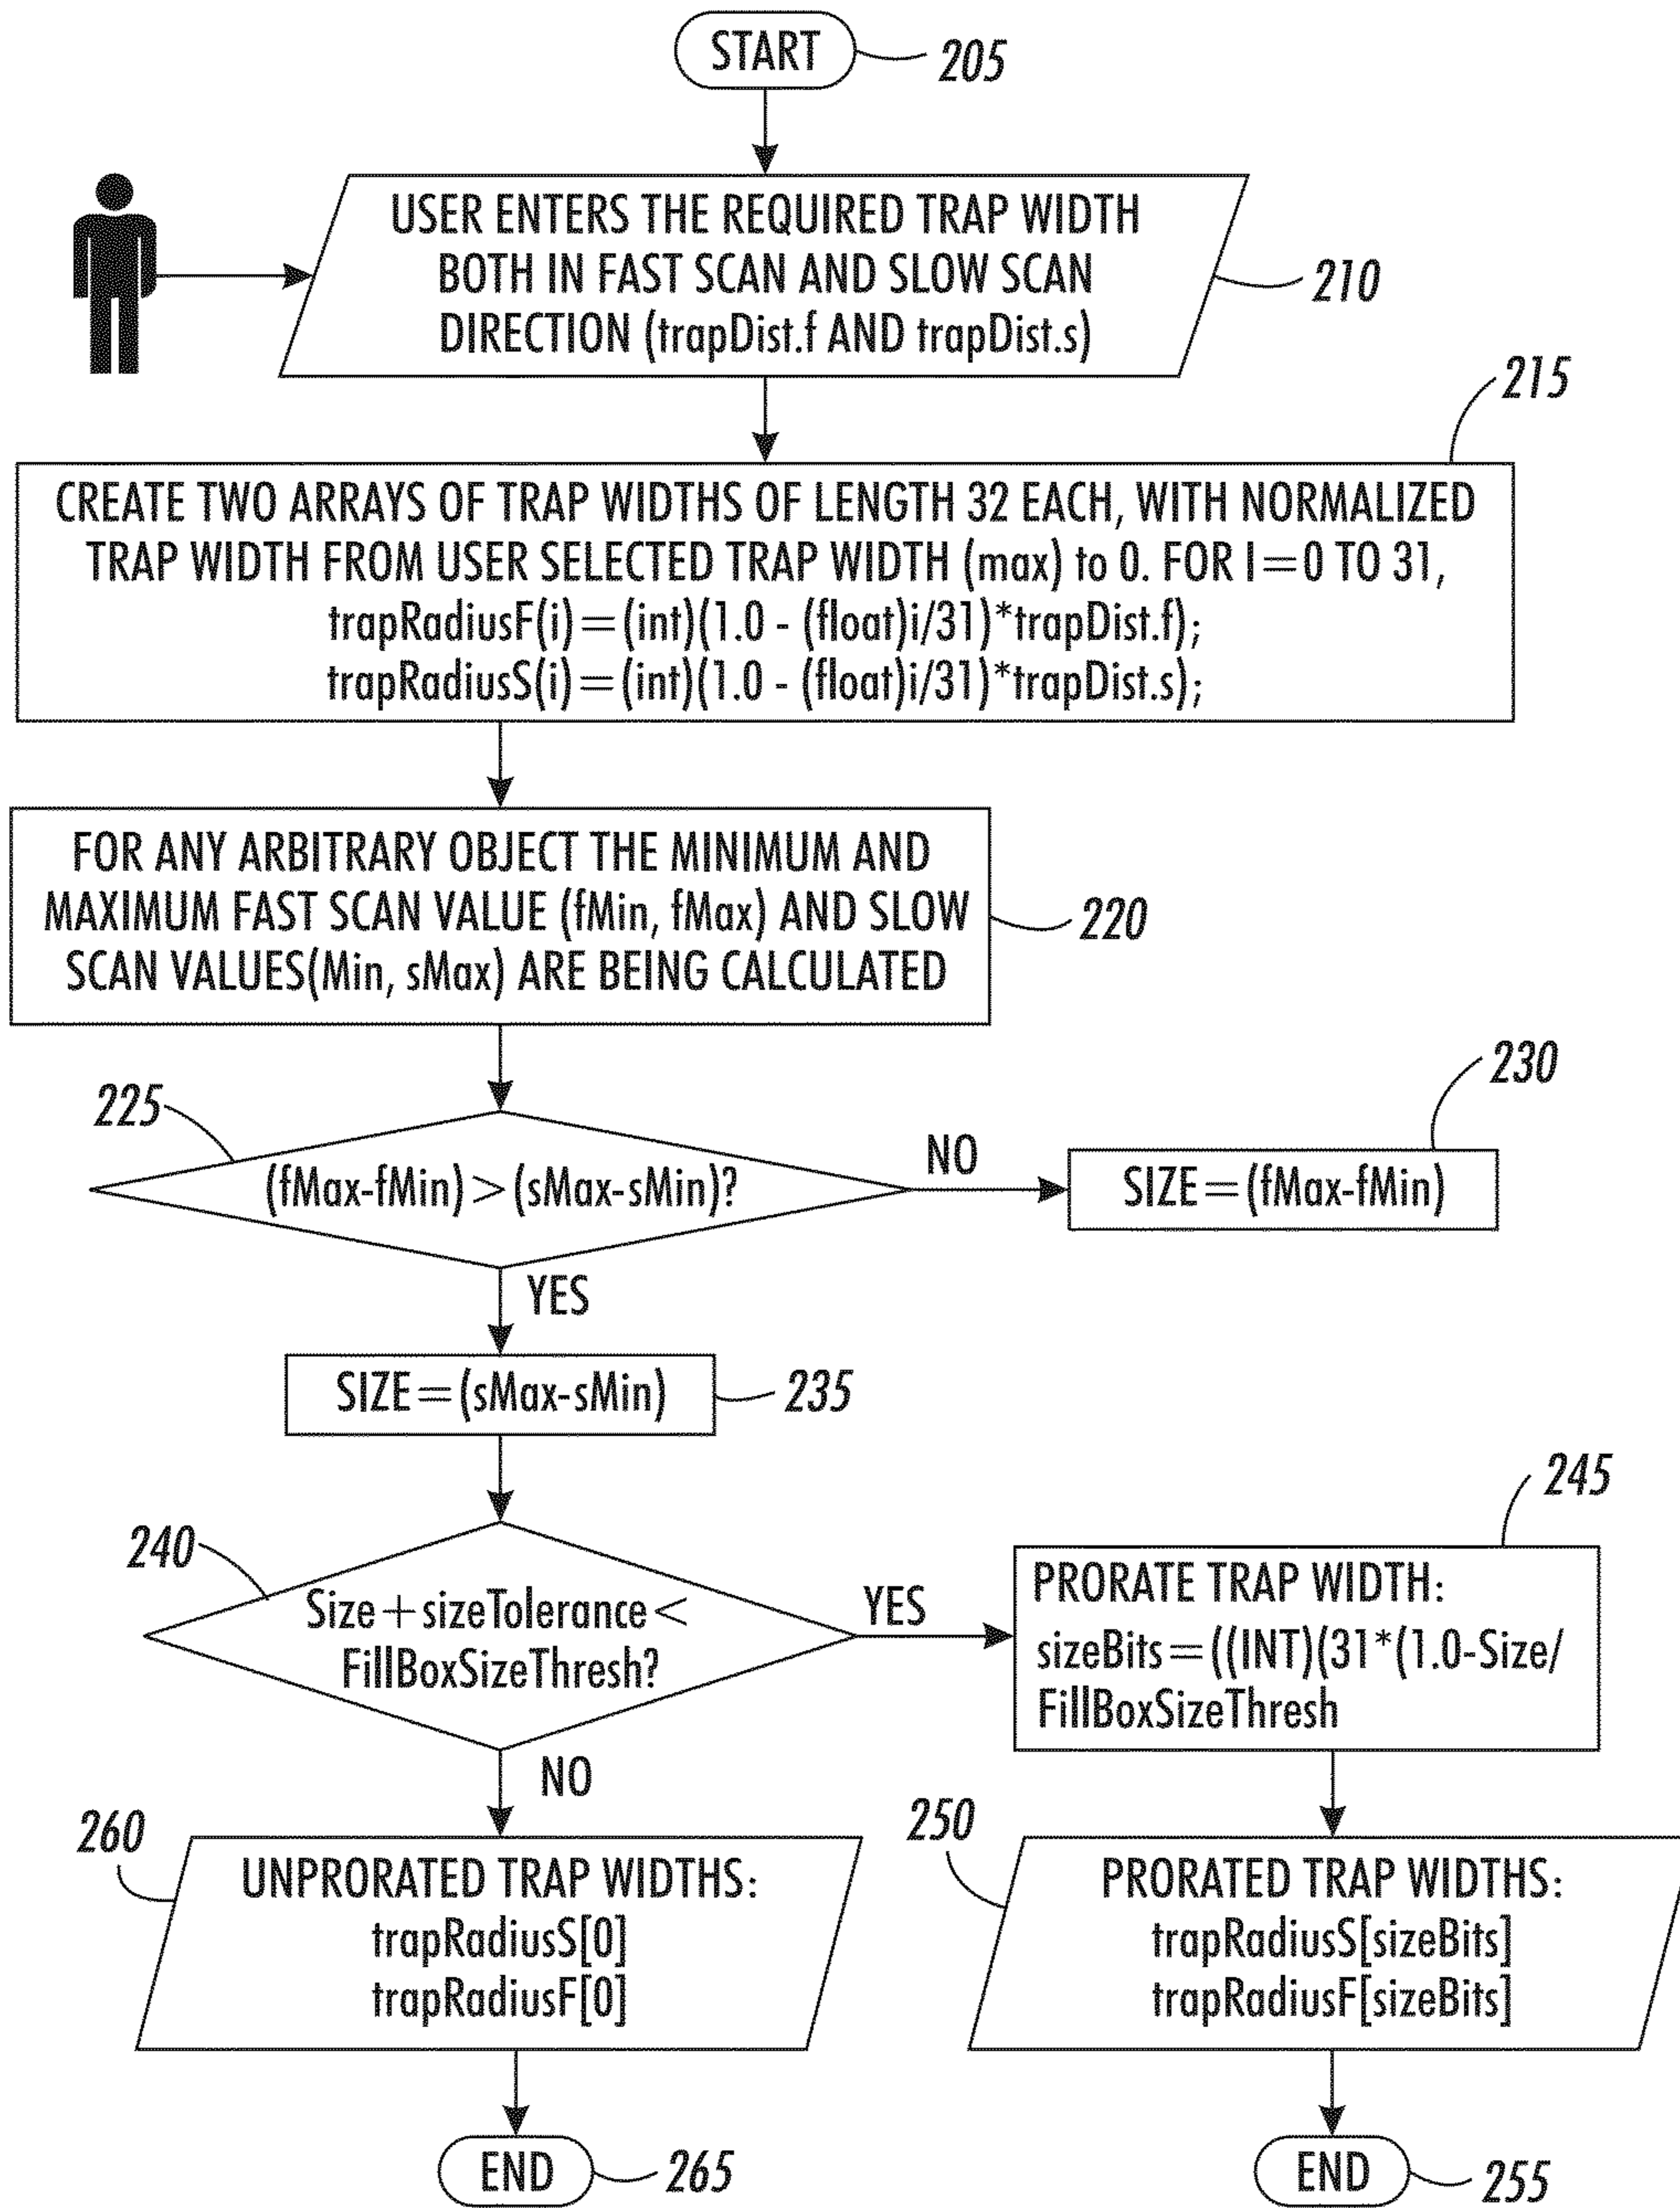 START
205
USER ENTERS THE REQUIRED TRAP WIDTH
BOTH IN FAST SCAN AND SLOW SCAN
DIRECTION (trapDist.f AND trapDist.s)
210
215
CREATE TWO ARRAYS OF TRAP WIDTHS OF LENGTH 32 EACH, WITH NORMALIZED
TRAP WIDTH FROM USER SELECTED TRAP WIDTH (max) to 0. FOR I=0 TO 31,
trapRadiusF(i)=(int)(1.0 - (float)i/31)*trapDist.f);
trapRadiusS(i)=(int)(1.0 - (float)i/31)*trapDist.s);
FOR ANY ARBITRARY OBJECT THE MINIMUM AND
MAXIMUM FAST SCAN VALUE (fMin, fMax) AND SLOW
SCAN VALUES(Min, sMax) ARE BEING CALCULATED
220
225
(fMax-fMin)>(sMax-sMin)?
NO
230
SIZE=(fMax-fMin)
YES
SIZE=(sMax-sMin)
235
240
Size+sizeTolerance<
FillBoxSizeThresh?
YES
245
PRORATE TRAP WIDTH:
sizeBits=((INT)(31*(1.0-Size/
FillBoxSizeThresh
NO
260
UNPRORATED TRAP WIDTHS:
trapRadiusS[0]
trapRadiusF[0]
250
PRORATED TRAP WIDTHS:
trapRadiusS[sizeBits]
trapRadiusF[sizeBits]
END
265
END
255